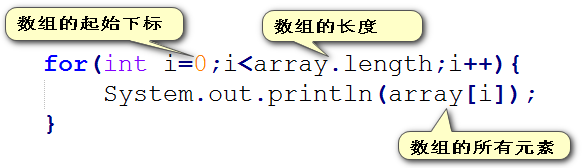 数组的起始下标
数组的长度
for(int i=0;i<array.length;i++){
System.out.println(array[i]);
}
数组的所有元素